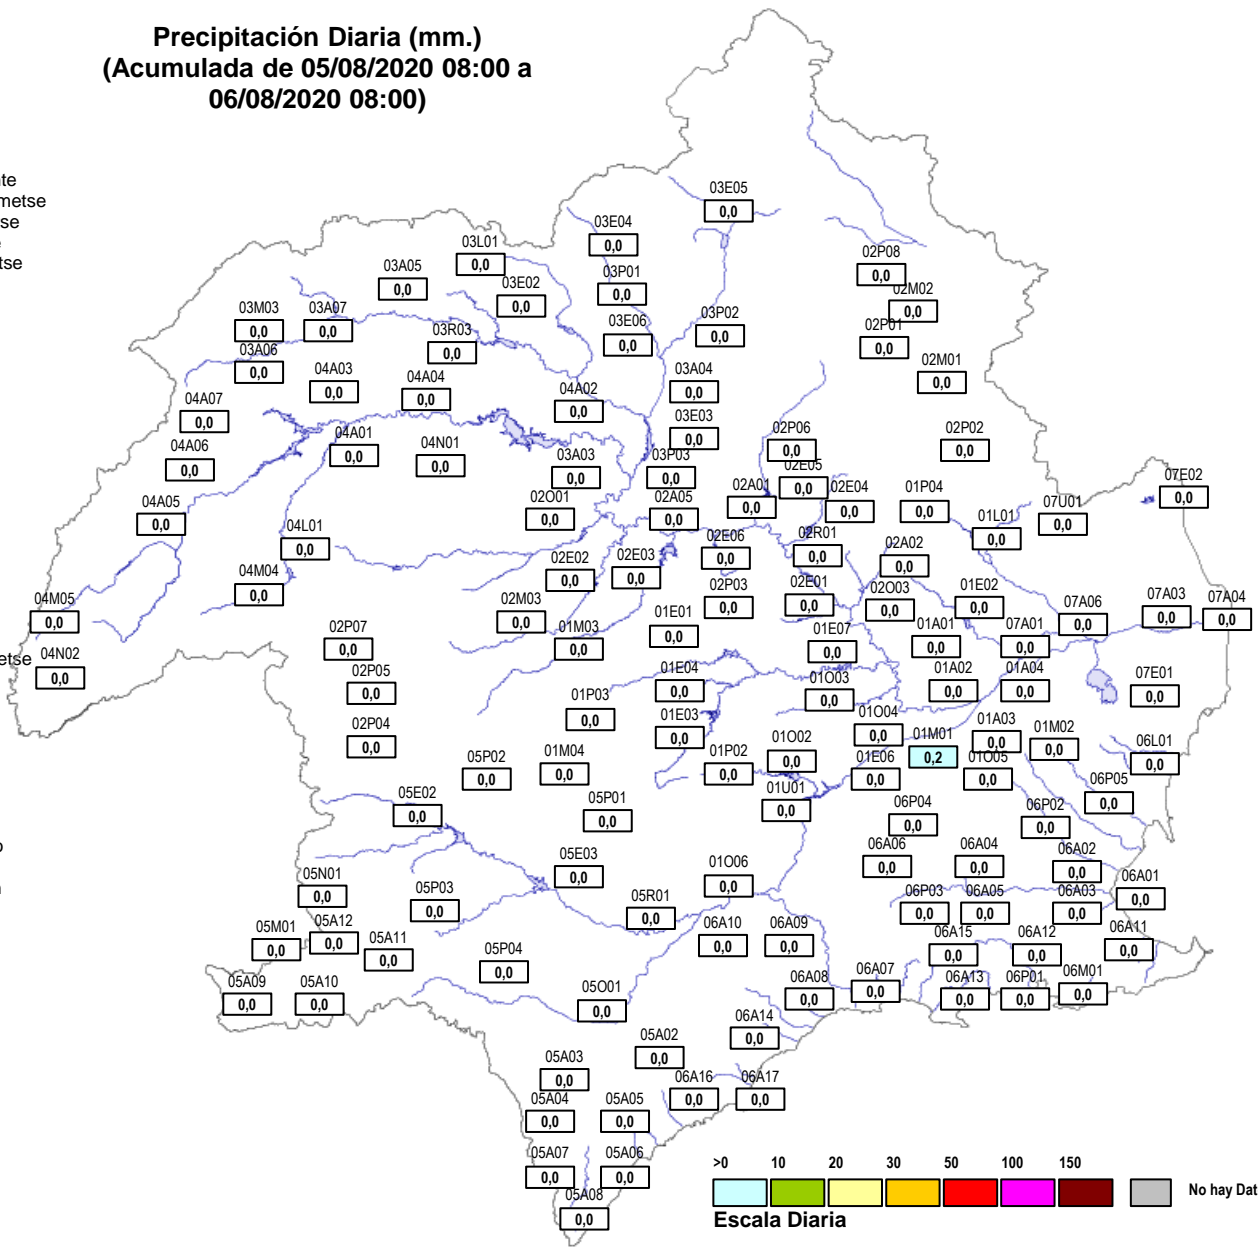 Precipitación Diaria (mm.)
(Acumulada de 05/08/2020 08:00 a
06/08/2020 08:00)
te
metse
se
tse
etse
o
03E05
0,0
03E04
0,0
03L01
0,0
02P08
0,0
03A05
0,0
03P01
0,0
03E02
0,0
02M02
0,0
03M03
0,0
03A07
0,0
03P02
0,0
03E06
0,0
03R03
0,0
02P01
0,0
03A06
0,0
02M01
0,0
04A03
0,0
04A04
0,0
03A04
0,0
04A02
0,0
04A07
0,0
03E03
0,0
02P06
0,0
02P02
0,0
04A01
0,0
04N01
0,0
04A06
0,0
03A03
0,0
03P03
0,0
02E05
0,0
07E02
0,0
02A01
0,0
02E04
0,0
01P04
0,0
04A05
0,0
02O01
0,0
02A05
0,0
07U01
0,0
01L01
0,0
04L01
0,0
02E06
0,0
02R01
0,0
02A02
0,0
02E02
0,0
02E03
0,0
04M04
0,0
02P03
0,0
02E01
0,0
02O03
0,0
01E02
0,0
04M05
0,0
02M03
0,0
07A06
0,0
07A03
0,0
07A04
0,0
01E01
0,0
01M03
0,0
02P07
0,0
01E07
0,0
01A01
0,0
07A01
0,0
04N02
0,0
02P05
0,0
01E04
0,0
01O03
0,0
01A02
0,0
01A04
0,0
07E01
0,0
01P03
0,0
01E03
0,0
02P04
0,0
01O04
0,0
01M01
0,2
01A03
0,0
01M02
0,0
06L01
0,0
05P02
0,0
01M04
0,0
01P02
0,0
01O02
0,0
01E06
0,0
01O05
0,0
05E02
0,0
05P01
0,0
01U01
0,0
06P05
0,0
06P04
0,0
06P02
0,0
05E03
0,0
06A06
0,0
06A04
0,0
06A02
0,0
05N01
0,0
01O06
0,0
06A01
0,0
05P03
0,0
05R01
0,0
06P03
0,0
06A05
0,0
06A03
0,0
05M01
0,0
05A12
0,0
05A11
0,0
06A10
0,0
06A09
0,0
06A15
0,0
06A12
0,0
06A11
0,0
05P04
0,0
05A09
0,0
05A10
0,0
05O01
0,0
06A08
0,0
06A07
0,0
06A13
0,0
06P01
0,0
06M01
0,0
06A14
0,0
05A02
0,0
05A03
0,0
06A16
0,0
06A17
0,0
05A04
0,0
05A05
0,0
05A07
0,0
05A06
0,0
05A08
0,0
>0 10 20 30 50 100 150
No hay Dat
Escala Diaria